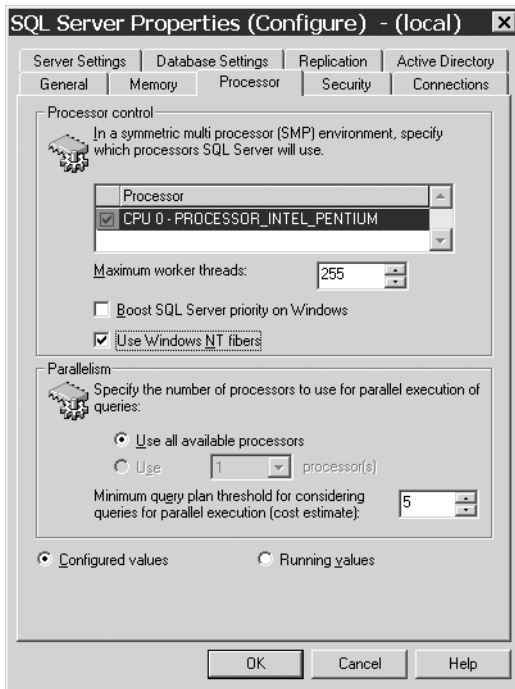 SQL Server Properties (Configure) - (local)
Server Settings Database Settings Replication Active Directory
General Memory Processor Security Connections
Processor control
In a symmetric multi processor (SMP) environment, specify
which processors SQL Server will use.
Processor
CPU 0 - PROCESSOR_INTEL_PENTIUM
Maximum worker threads: 255
Boost SQL Server priority on Windows
Use Windows NT fibers
Parallelism
Specify the number of processors to use for parallel execution of
queries:
Use all available processors
Use 1 processor(s)
Minimum query plan threshold for considering
queries for parallel execution (cost estimate): 5
Configured values Running values
OK Cancel Help